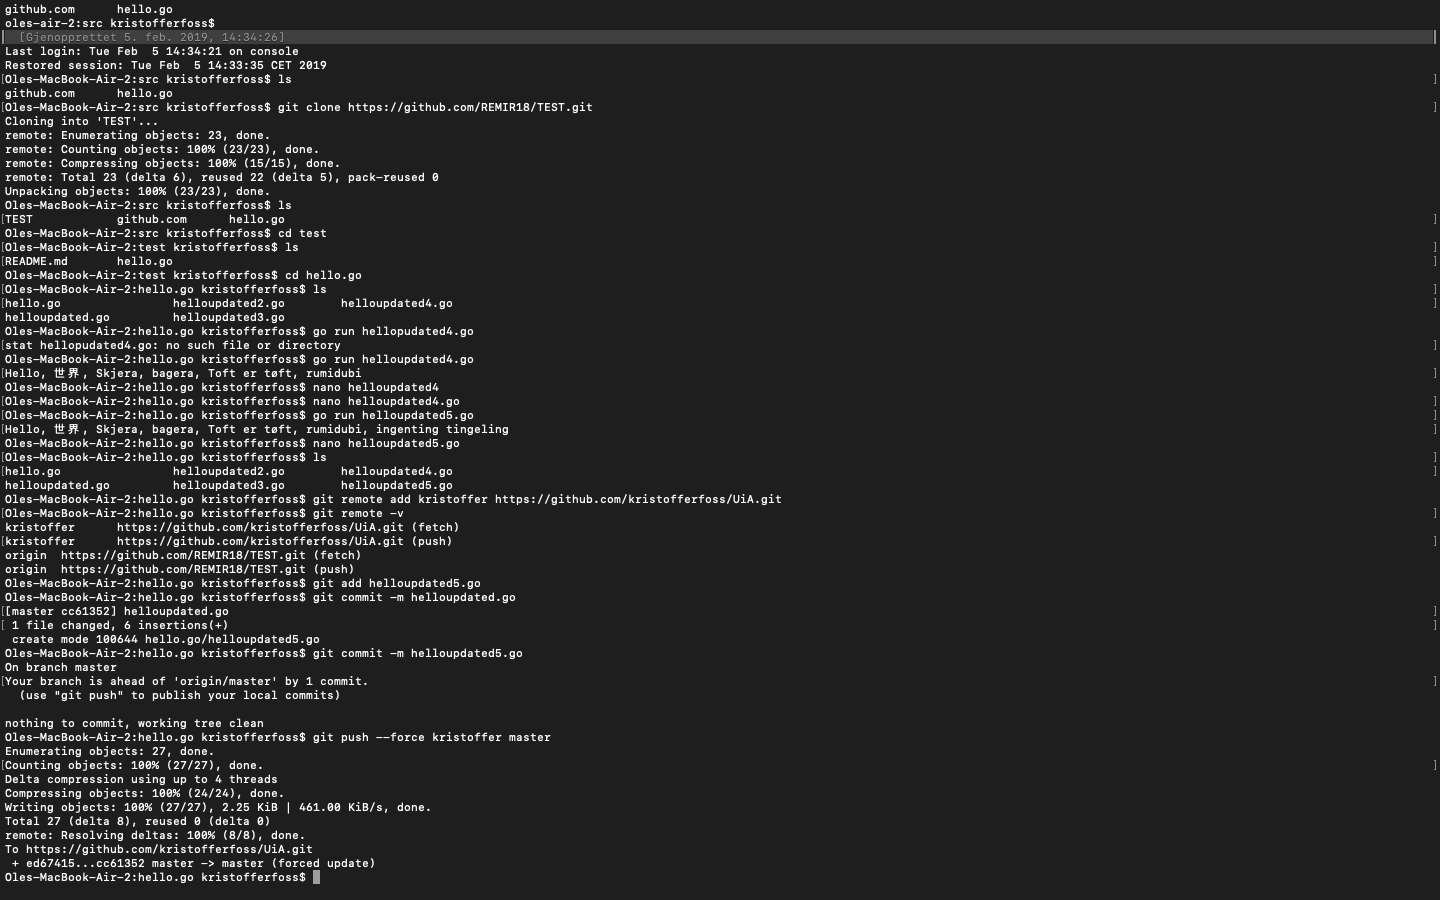 github.com      hello.go
oles-air-2:src kristofferfoss$
[Gjenopprettet 5. feb. 2019, 14:34:26]
Last login: Tue Feb  5 14:34:21 on console
Restored session: Tue Feb  5 14:33:35 CET 2019
[Oles-MacBook-Air-2:src kristofferfoss$ ls ]
github.com      hello.go
[Oles-MacBook-Air-2:src kristofferfoss$ git clone https://github.com/REMIR18/TEST.git ]
Cloning into 'TEST'...
remote: Enumerating objects: 23, done.
remote: Counting objects: 100% (23/23), done.
remote: Compressing objects: 100% (15/15), done.
remote: Total 23 (delta 6), reused 22 (delta 5), pack-reused 0
Unpacking objects: 100% (23/23), done.
Oles-MacBook-Air-2:src kristofferfoss$ ls
[TEST            github.com      hello.go ]
Oles-MacBook-Air-2:src kristofferfoss$ cd test
[Oles-MacBook-Air-2:test kristofferfoss$ ls ]
[README.md       hello.go ]
Oles-MacBook-Air-2:test kristofferfoss$ cd hello.go
[Oles-MacBook-Air-2:hello.go kristofferfoss$ ls ]
[hello.go                helloupdated2.go        helloupdated4.go ]
helloupdated.go         helloupdated3.go
Oles-MacBook-Air-2:hello.go kristofferfoss$ go run hellopudated4.go
[stat hellopudated4.go: no such file or directory ]
Oles-MacBook-Air-2:hello.go kristofferfoss$ go run helloupdated4.go
[Hello, 世界, Skjera, bagera, Toft er tøft, rumidubi ]
Oles-MacBook-Air-2:hello.go kristofferfoss$ nano helloupdated4
[Oles-MacBook-Air-2:hello.go kristofferfoss$ nano helloupdated4.go ]
[Oles-MacBook-Air-2:hello.go kristofferfoss$ go run helloupdated5.go ]
[Hello, 世界, Skjera, bagera, Toft er tøft, rumidubi, ingenting tingeling ]
Oles-MacBook-Air-2:hello.go kristofferfoss$ nano helloupdated5.go
[Oles-MacBook-Air-2:hello.go kristofferfoss$ ls ]
[hello.go                helloupdated2.go        helloupdated4.go ]
helloupdated.go         helloupdated3.go        helloupdated5.go
Oles-MacBook-Air-2:hello.go kristofferfoss$ git remote add kristoffer https://github.com/kristofferfoss/UiA.git
[Oles-MacBook-Air-2:hello.go kristofferfoss$ git remote -v ]
kristoffer      https://github.com/kristofferfoss/UiA.git (fetch)
[kristoffer      https://github.com/kristofferfoss/UiA.git (push) ]
origin  https://github.com/REMIR18/TEST.git (fetch)
origin  https://github.com/REMIR18/TEST.git (push)
Oles-MacBook-Air-2:hello.go kristofferfoss$ git add helloupdated5.go
Oles-MacBook-Air-2:hello.go kristofferfoss$ git commit -m helloupdated.go
[[master cc61352] helloupdated.go ]
[ 1 file changed, 6 insertions(+) ]
create mode 100644 hello.go/helloupdated5.go
Oles-MacBook-Air-2:hello.go kristofferfoss$ git commit -m helloupdated5.go
On branch master
[Your branch is ahead of 'origin/master' by 1 commit. ]
(use "git push" to publish your local commits)
nothing to commit, working tree clean
Oles-MacBook-Air-2:hello.go kristofferfoss$ git push --force kristoffer master
Enumerating objects: 27, done.
[Counting objects: 100% (27/27), done. ]
Delta compression using up to 4 threads
Compressing objects: 100% (24/24), done.
Writing objects: 100% (27/27), 2.25 KiB | 461.00 KiB/s, done.
Total 27 (delta 8), reused 0 (delta 0)
remote: Resolving deltas: 100% (8/8), done.
To https://github.com/kristofferfoss/UiA.git
+ ed67415...cc61352 master -> master (forced update)
Oles-MacBook-Air-2:hello.go kristofferfoss$